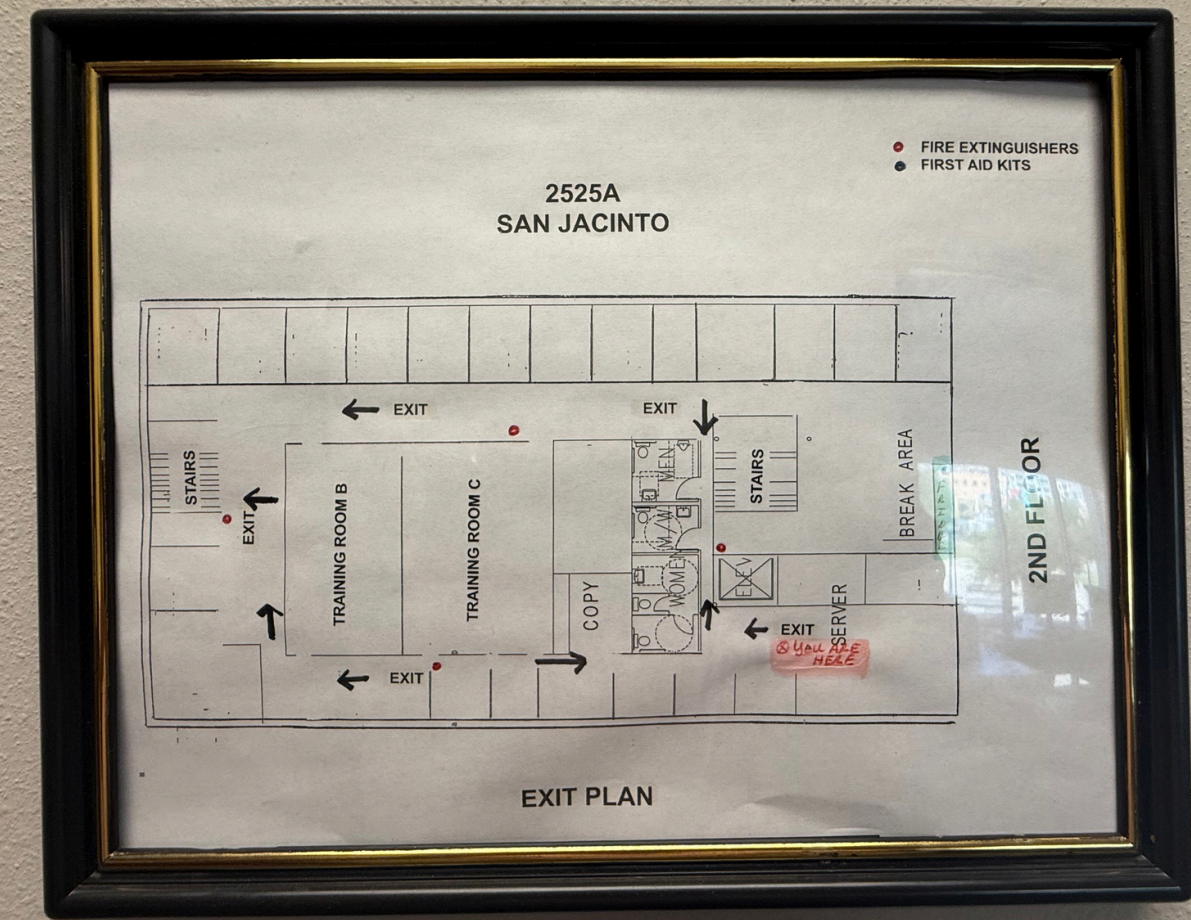 FIRE EXTINGUISHERS
FIRST AID KITS
2525A
SAN JACINTO
EXIT
EXIT
STAIRS
EXIT
TRAINING ROOM B
TRAINING ROOM C
COPY
MEN
M/W
WOMEN
STAIRS
ELEV
BREAK AREA
SERVER
EXIT
YOU ARE
HERE
EXIT
2ND FLOOR
EXIT PLAN